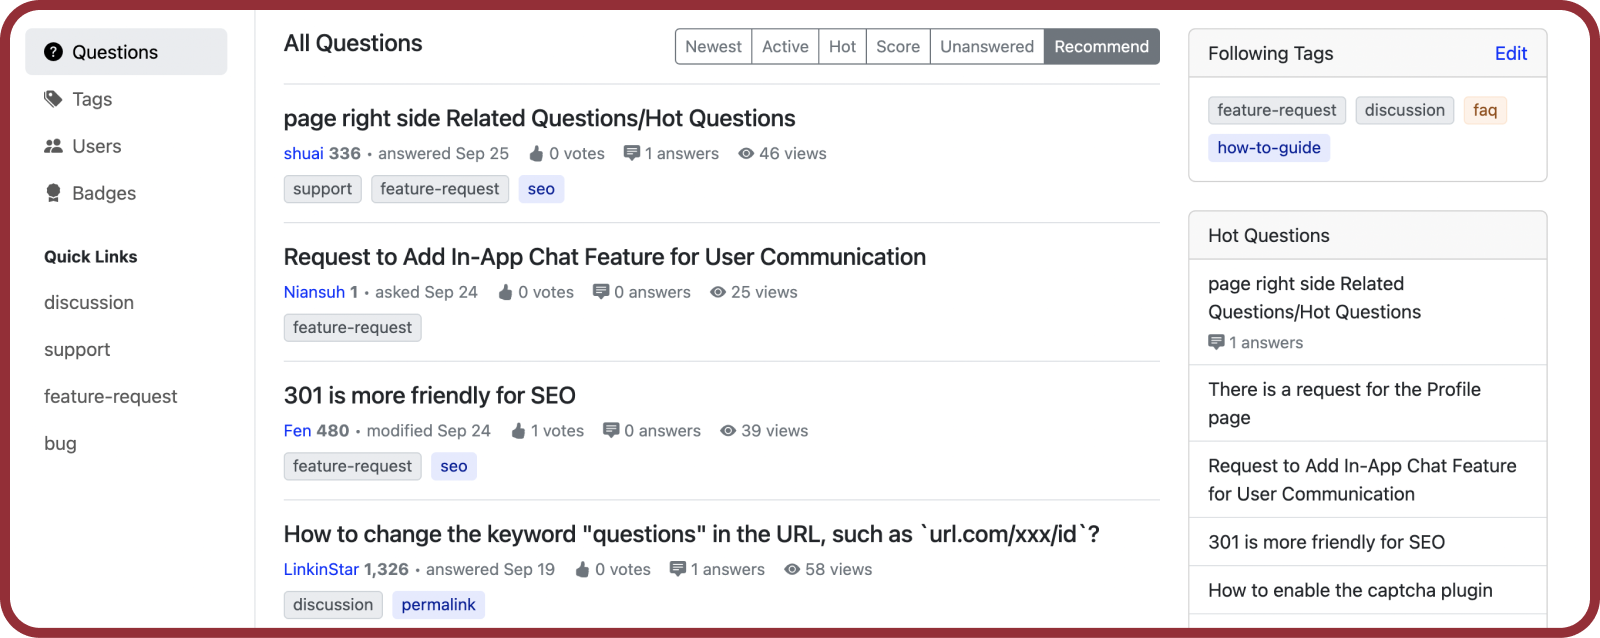 Questions
Tags
Users
Badges
Quick Links
discussion
support
feature-request
bug
All Questions
Newest Active Hot Score Unanswered Recommend
page right side Related Questions/Hot Questions
shuai 336 • answered Sep 25 0 votes 1 answers 46 views
support feature-request seo
Request to Add In-App Chat Feature for User Communication
Niansuh 1 • asked Sep 24 0 votes 0 answers 25 views
feature-request
301 is more friendly for SEO
Fen 480 • modified Sep 24 1 votes 0 answers 39 views
feature-request seo
How to change the keyword "questions" in the URL, such as `url.com/xxx/id`?
LinkinStar 1,326 • answered Sep 19 0 votes 1 answers 58 views
discussion permalink
Following Tags Edit
feature-request discussion faq
how-to-guide
Hot Questions
page right side Related
Questions/Hot Questions
1 answers
There is a request for the Profile
page
Request to Add In-App Chat Feature
for User Communication
301 is more friendly for SEO
How to enable the captcha plugin